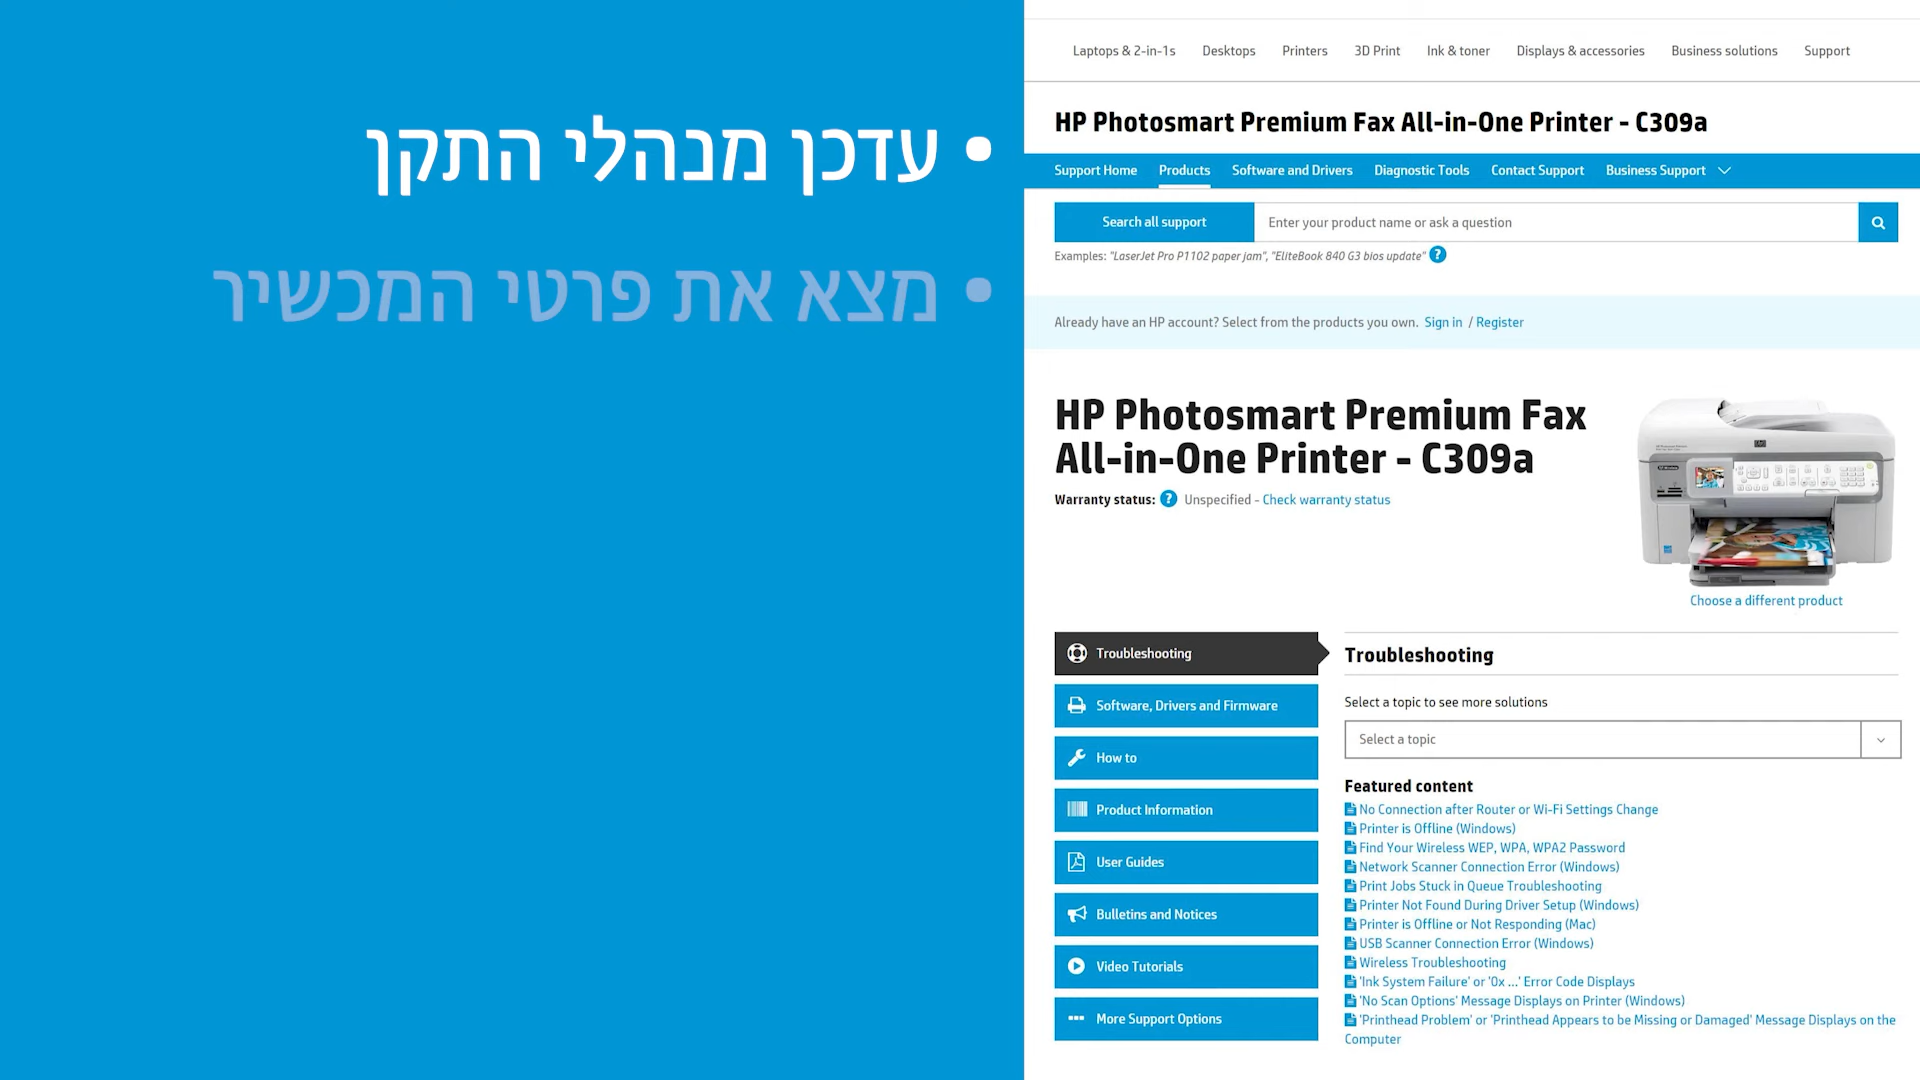 • עדכן מנהלי התקן
• מצא את פרטי המכשיר
Laptops & 2-in-1s Desktops Printers 3D Print Ink & toner Displays & accessories Business solutions Support
HP Photosmart Premium Fax All-in-One Printer - C309a
Support Home Products Software and Drivers Diagnostic Tools Contact Support Business Support
Search all support Enter your product name or ask a question
Examples: "LaserJet Pro P1102 paper jam", "EliteBook 840 G3 bios update" ?
Already have an HP account? Select from the products you own. Sign in / Register
HP Photosmart Premium Fax
All-in-One Printer - C309a
Warranty status: ? Unspecified - Check warranty status
Choose a different product
Troubleshooting
Software, Drivers and Firmware
How to
Product Information
User Guides
Bulletins and Notices
Video Tutorials
More Support Options
Troubleshooting
Select a topic to see more solutions
Select a topic
Featured content
No Connection after Router or Wi-Fi Settings Change
Printer is Offline (Windows)
Find Your Wireless WEP, WPA, WPA2 Password
Network Scanner Connection Error (Windows)
Print Jobs Stuck in Queue Troubleshooting
Printer Not Found During Driver Setup (Windows)
Printer is Offline or Not Responding (Mac)
USB Scanner Connection Error (Windows)
Wireless Troubleshooting
'Ink System Failure' or '0x ...' Error Code Displays
'No Scan Options' Message Displays on Printer (Windows)
'Printhead Problem' or 'Printhead Appears to be Missing or Damaged' Message Displays on the
Computer